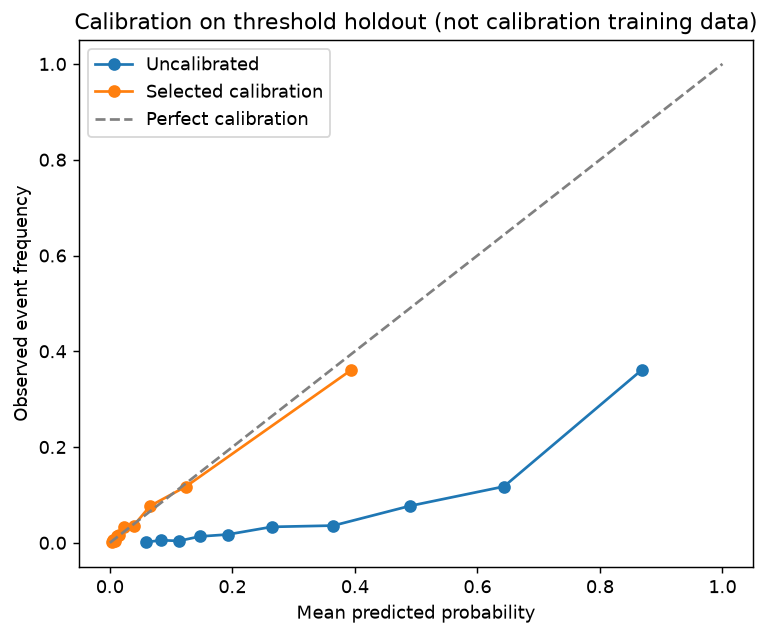 Calibration on threshold holdout (not calibration training data)
Uncalibrated
Selected calibration
Perfect calibration
1.0
0.8
0.6
0.4
0.2
0.0
Observed event frequency
0.0 0.2 0.4 0.6 0.8 1.0
Mean predicted probability